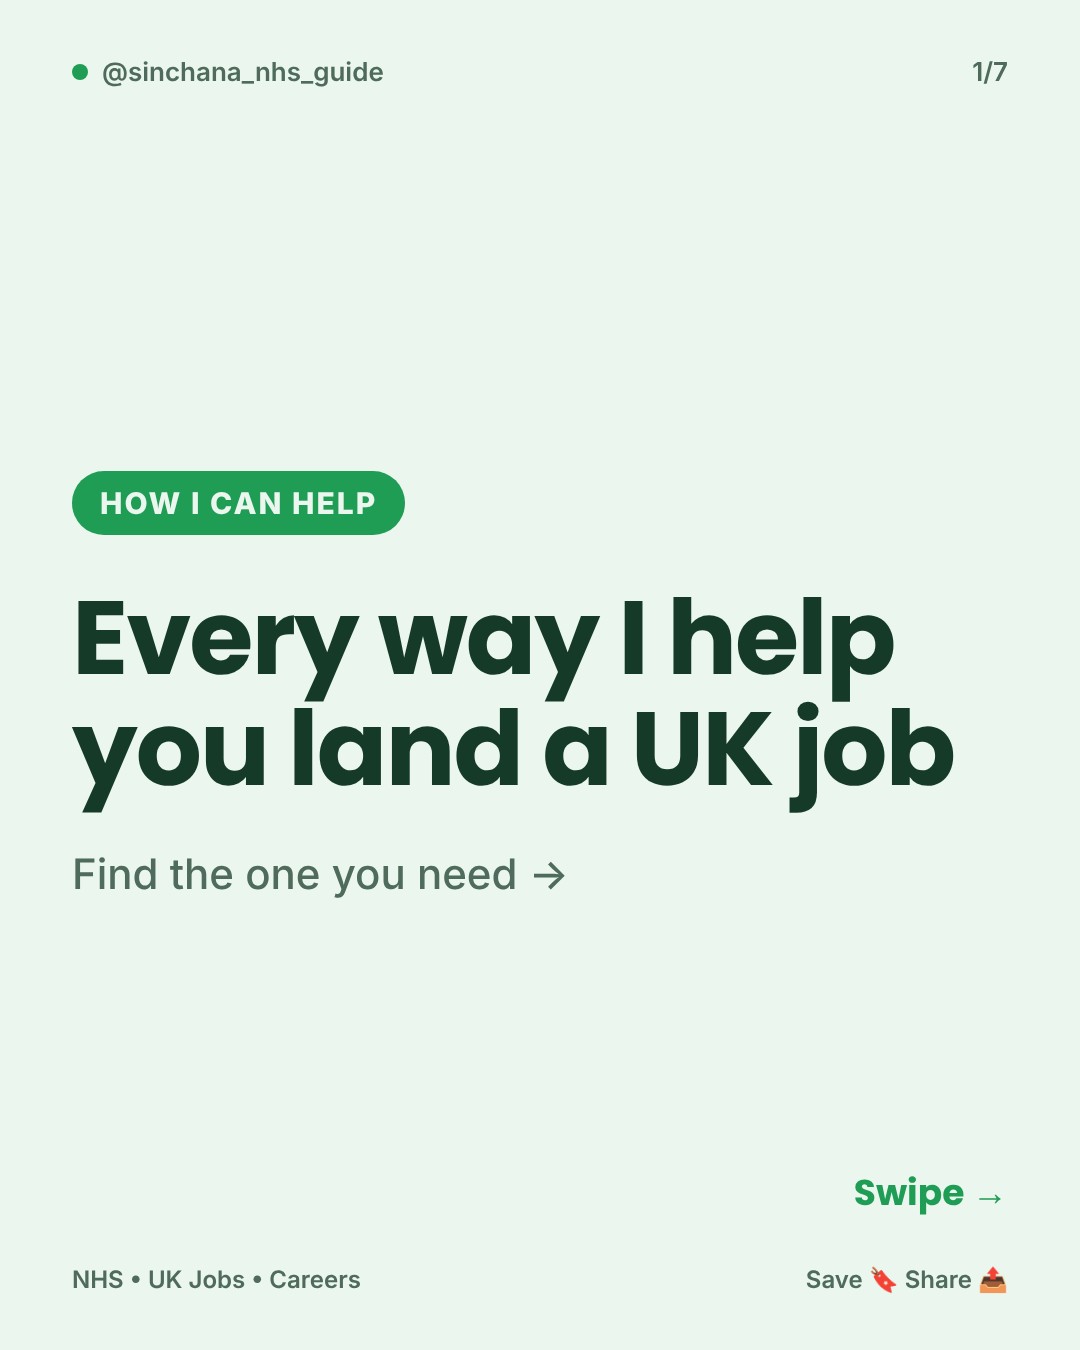 @sinchana_nhs_guide
1/7
HOW I CAN HELP
Every way I help
you land a UK job
Find the one you need →
Swipe →
NHS • UK Jobs • Careers
Save 🔖 Share 📤